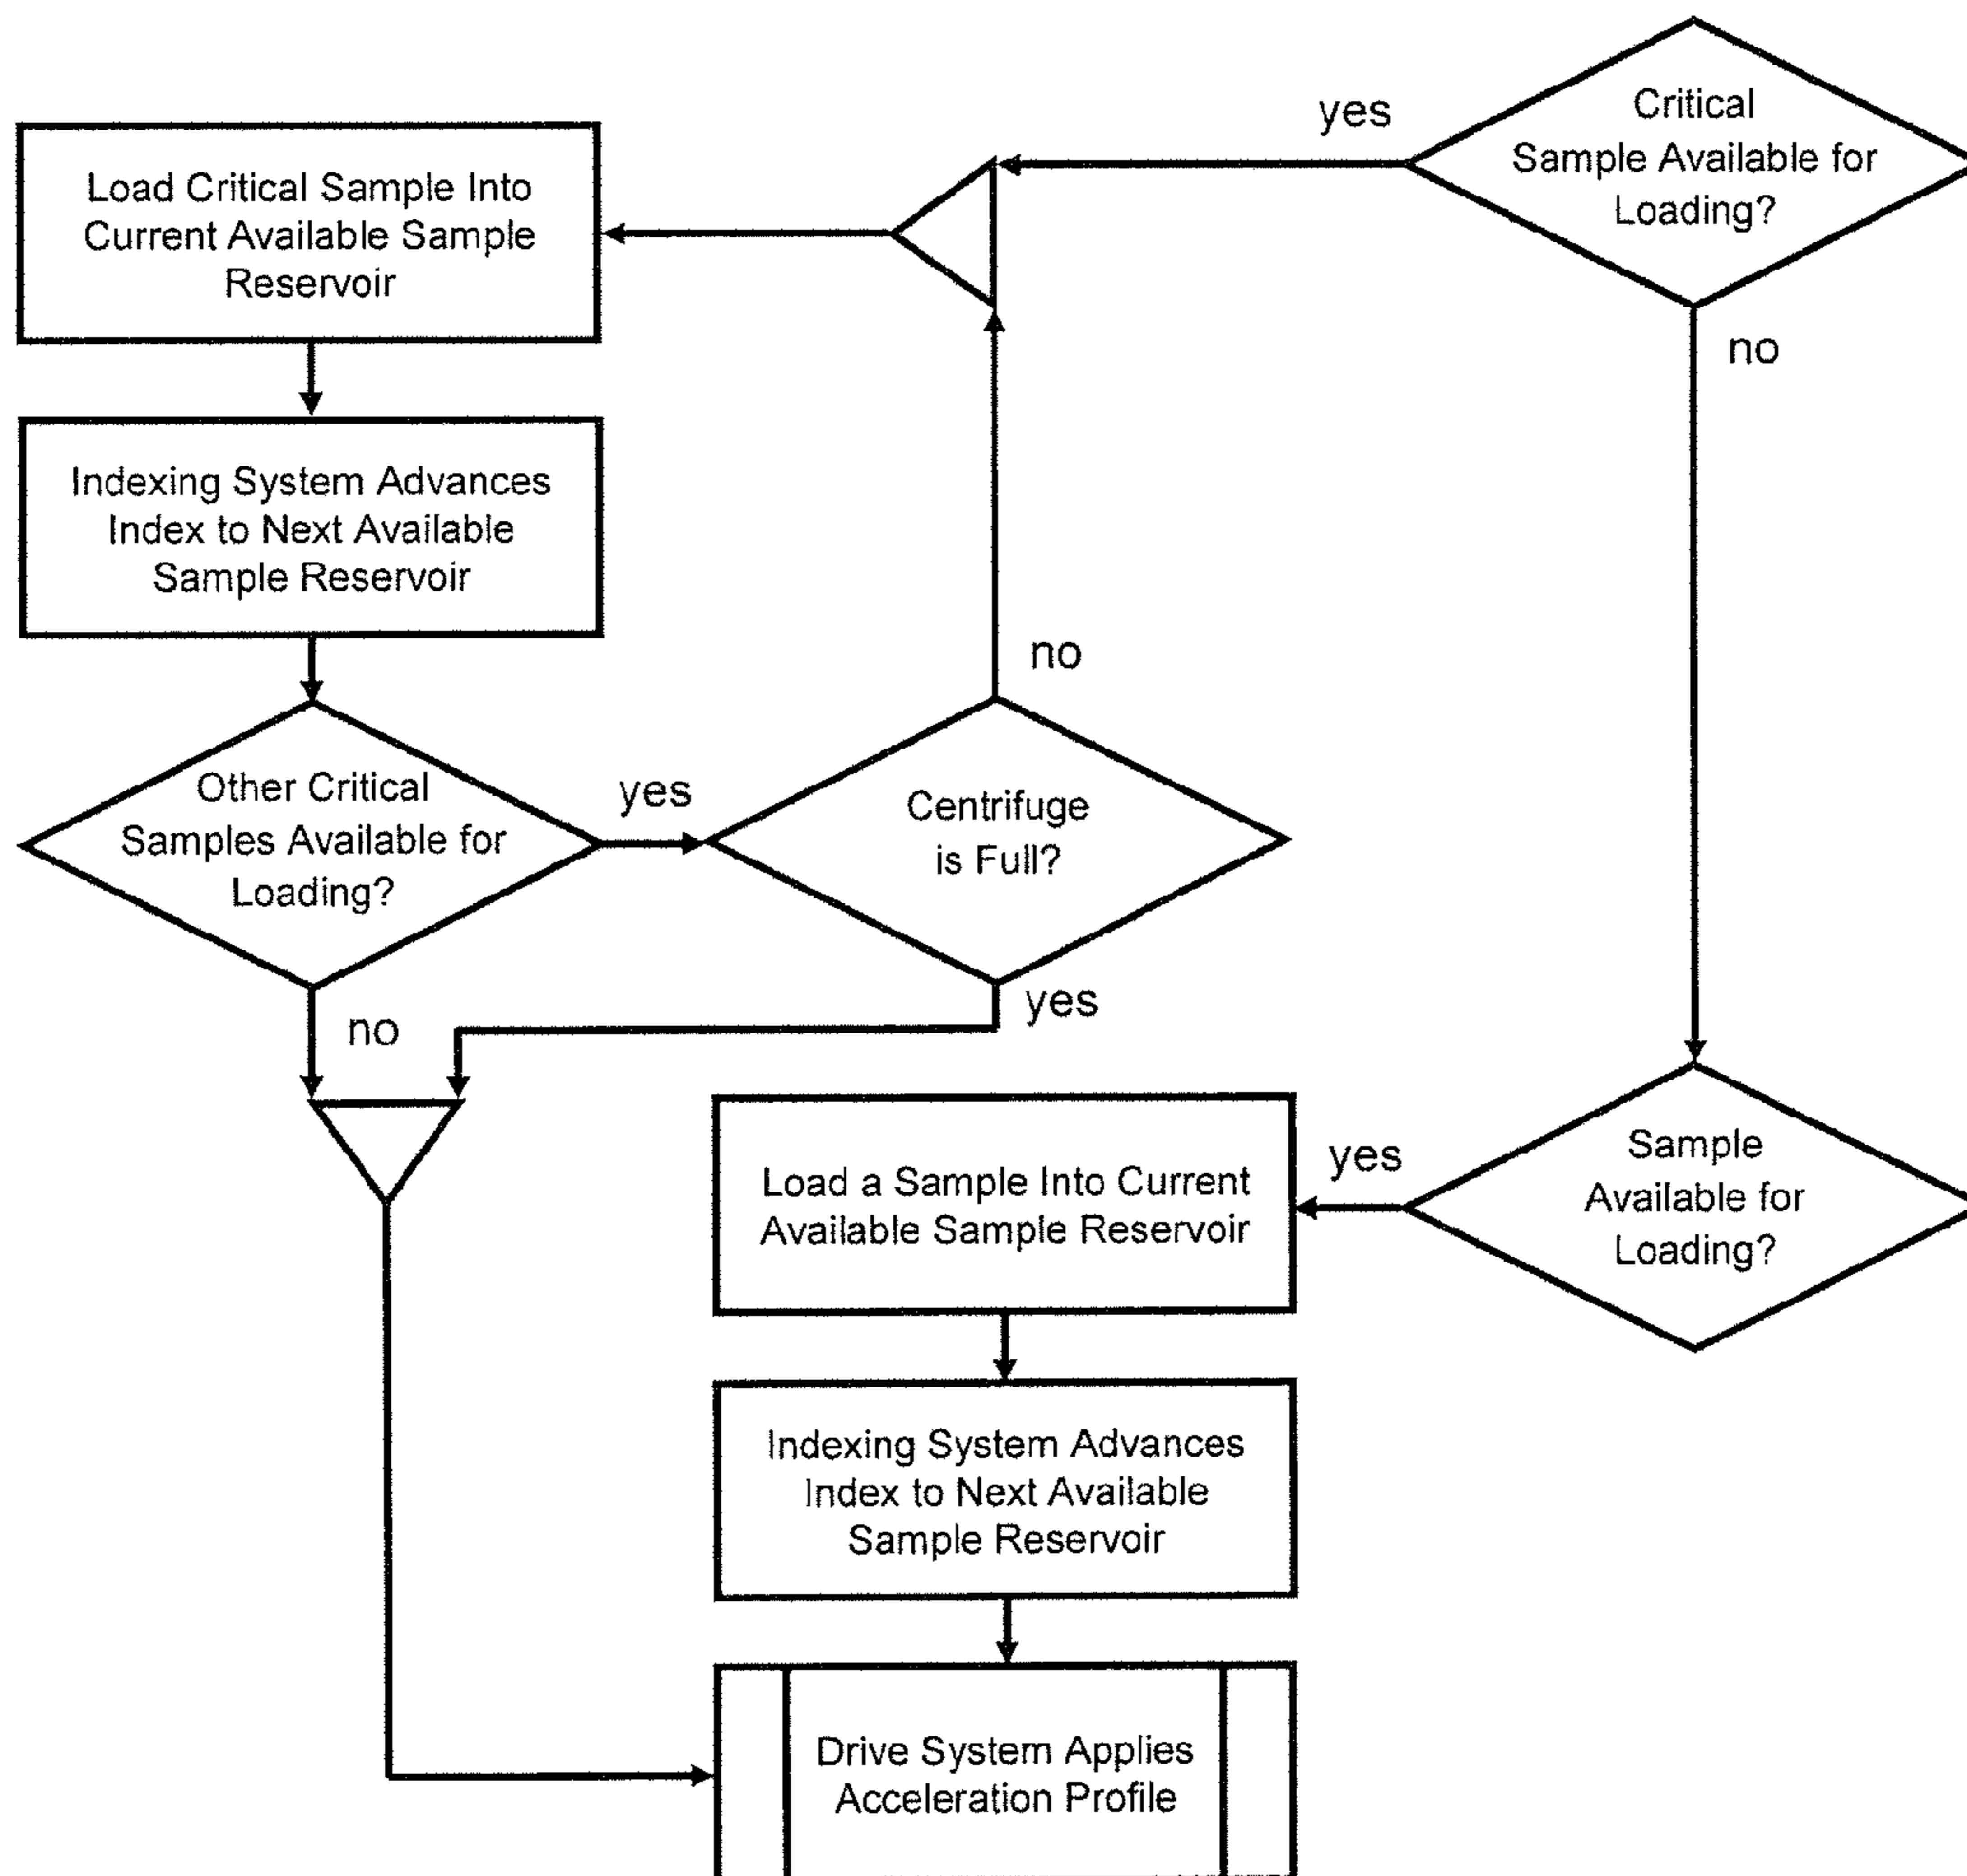 yes
Critical
Sample Available for
Loading?
no
Load Critical Sample Into
Current Available Sample
Reservoir
Indexing System Advances
Index to Next Available
Sample Reservoir
no
Other Critical
Samples Available for
Loading?
yes
Centrifuge
is Full?
yes
no
Load a Sample Into Current
Available Sample Reservoir
yes
Sample
Available for
Loading?
Indexing System Advances
Index to Next Available
Sample Reservoir
Drive System Applies
Acceleration Profile